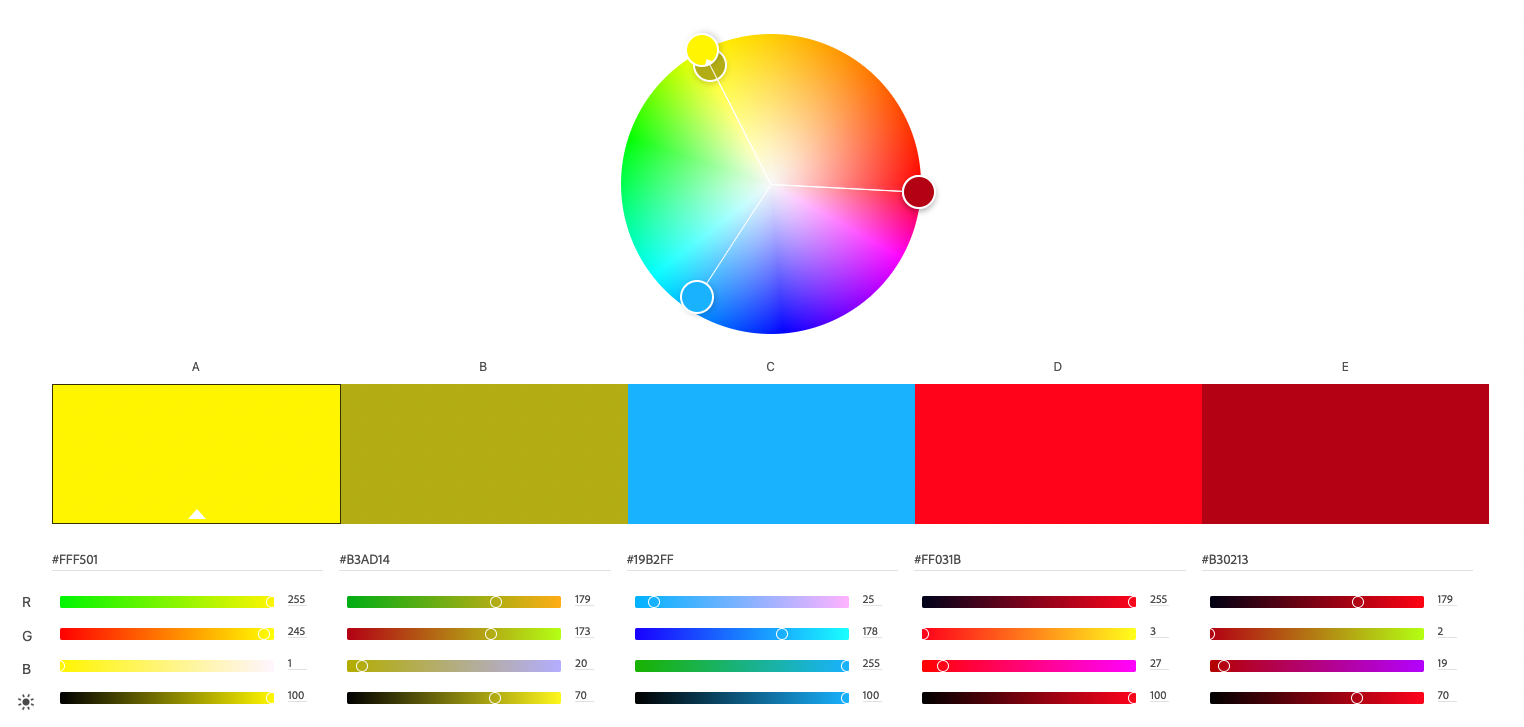 A B C D E
#FFF501 #B3AD14 #19B2FF #FF031B #B30213
R 255 179 25 255 179
G 245 173 178 3 2
B 1 20 255 27 19
100 70 100 100 70